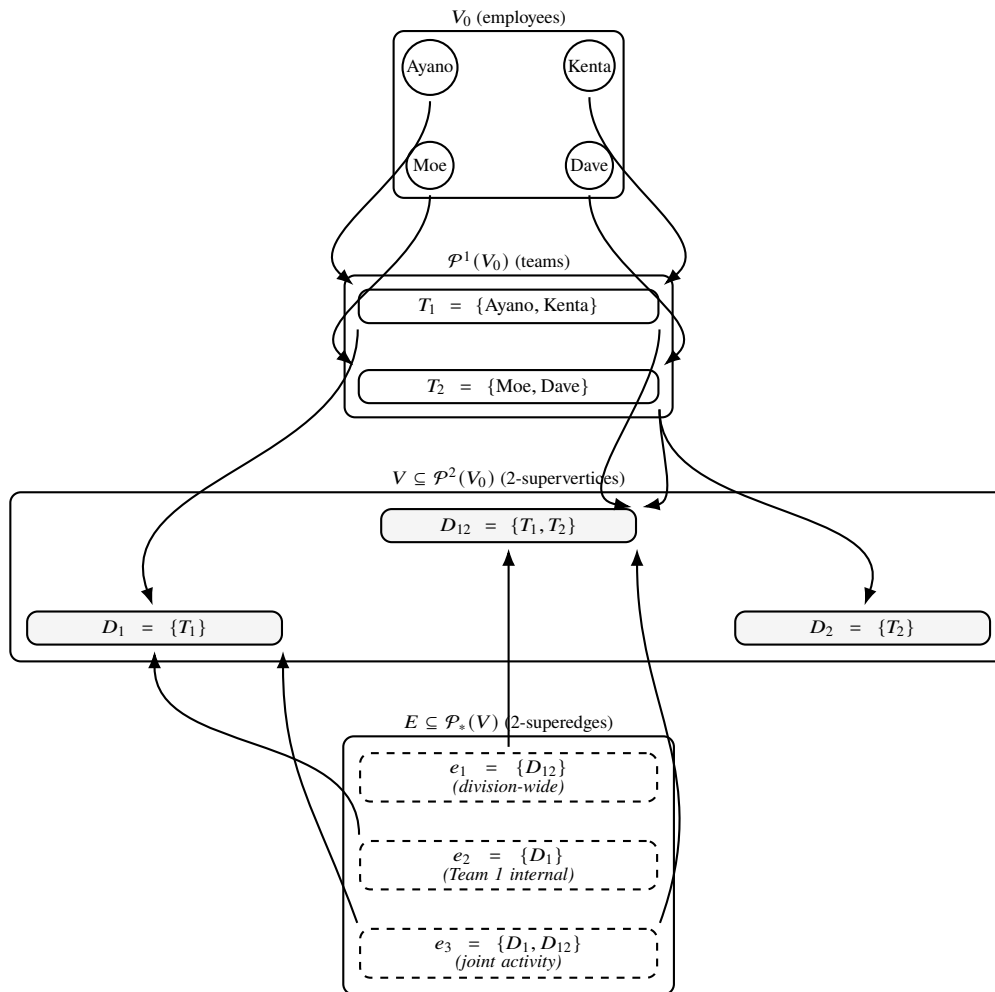 V₀ (employees)
Ayano Kenta
Moe Dave
𝒫¹(V₀) (teams)
T₁ = {Ayano, Kenta}
T₂ = {Moe, Dave}
V ⊆ 𝒫²(V₀) (2-supervertices)
D₁₂ = {T₁, T₂}
D₁ = {T₁} D₂ = {T₂}
E ⊆ 𝒫∗(V) (2-superedges)
e₁ = {D₁₂}
(division-wide)
e₂ = {D₁}
(Team 1 internal)
e₃ = {D₁, D₁₂}
(joint activity)